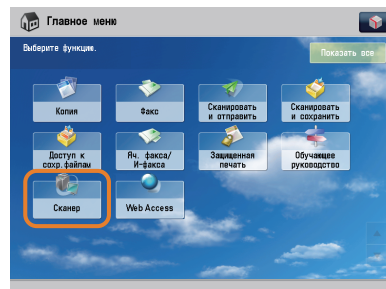 Главное меню
Выберите функцию.
Показать все
Копия
Факс
Сканировать
и отправить
Сканировать
и сохранить
Доступ к
сохр.файлам
Яч. факса/
И-факса
Защищенная
печать
Обучающее
руководство
Сканер
Web Access